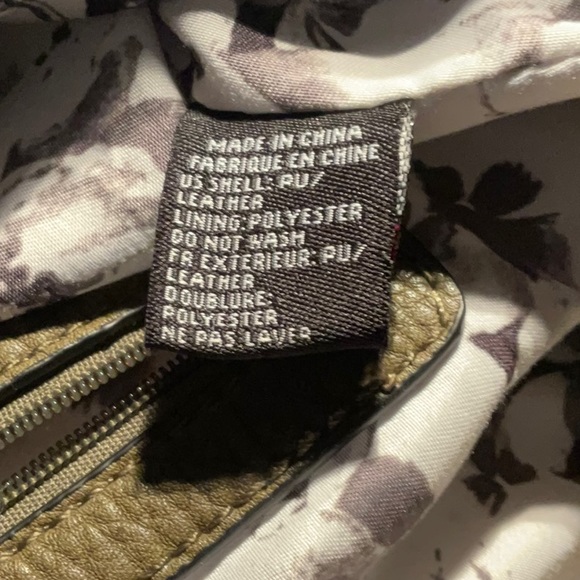 MADE IN CHINA
FABRIQUE EN CHINE
US SHELL: PU/
LEATHER
LINING: POLYESTER
DO NOT WASH
FR EXTERIEUR: PU/
LEATHER
DOUBLURE:
POLYESTER
NE PAS LAVER